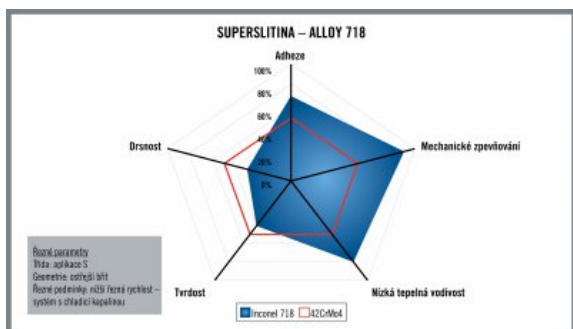 SUPERSLITINA – ALLOY 718
Adheze
100%
80%
60%
40%
20%
0%
Drsnost
Mechanické zpevňování
Tvrdost
Nízká tepelná vodivost
Řezné parametry
Třída: aplikace S
Geometrie: ostřejší břit
Řezné podmínky: nižší řezná rychlost –
systém s chladicí kapalinou
Inconel 718 42CrMo4